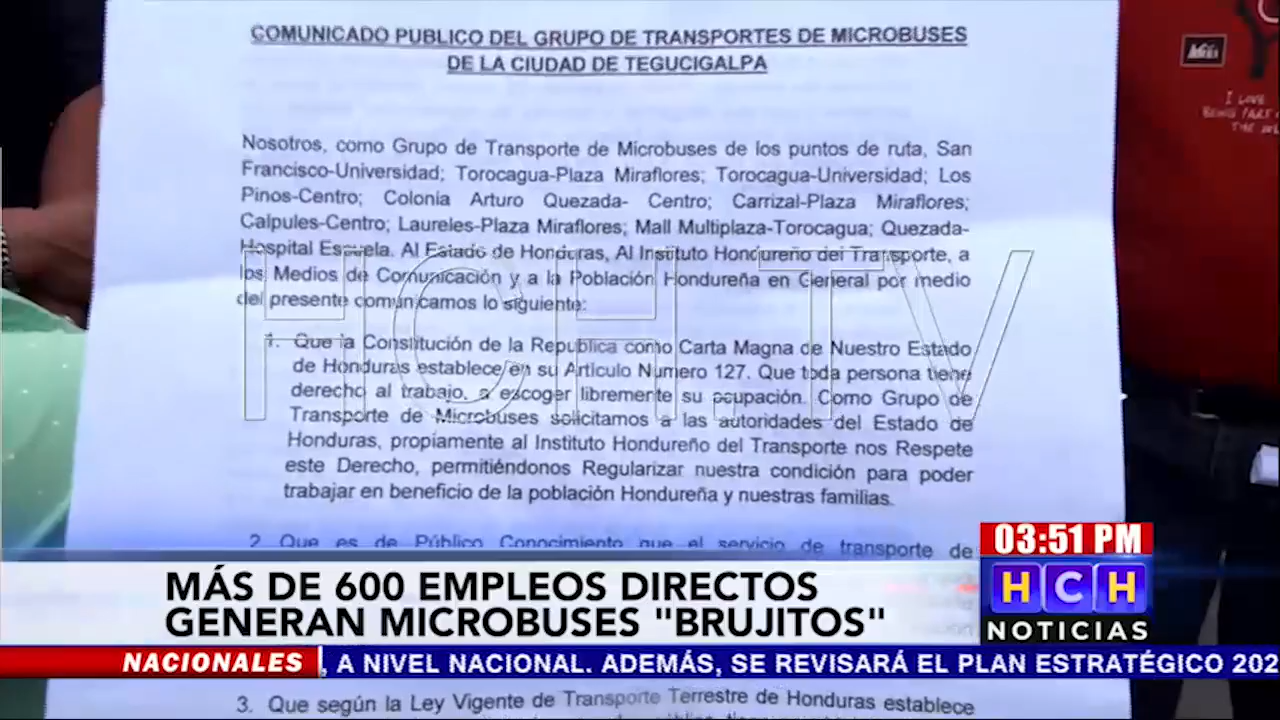 COMUNICADO PUBLICO DEL GRUPO DE TRANSPORTES DE MICROBUSES
DE LA CIUDAD DE TEGUCIGALPA
Nosotros, como Grupo de Transporte de Microbuses de los puntos de ruta, San
Francisco-Universidad; Torocagua-Plaza Miraflores; Torocagua-Universidad; Los
Pinos-Centro; Colonia Arturo Quezada- Centro; Carrizal-Plaza Miraflores;
Calpules-Centro; Laureles-Plaza Miraflores; Mall Multiplaza-Torocagua; Quezada-
Hospital Escuela. Al Estado de Honduras, Al Instituto Hondureño del Transporte, a
los Medios de Comunicación y a la Población Hondureña en General por medio
del presente comunicamos lo siguiente:
1. Que la Constitución de la Republica como Carta Magna de Nuestro Estado
de Honduras establece en su Articulo Numero 127. Que toda persona tiene
derecho al trabajo, a escoger libremente su ocupación. Como Grupo de
Transporte de Microbuses solicitamos a las autoridades del Estado de
Honduras, propiamente al Instituto Hondureño del Transporte nos Respete
este Derecho, permitiéndonos Regularizar nuestra condición para poder
trabajar en beneficio de la población Hondureña y nuestras familias.
2. Que es de Público Conocimiento que el servicio de transporte de
3. Que según la Ley Vigente de Transporte Terrestre de Honduras establece
HCH.TV
I LOVE
BEING PART OF
03:51 PM
HCH
NOTICIAS
MÁS DE 600 EMPLEOS DIRECTOS
GENERAN MICROBUSES "BRUJITOS"
NACIONALES , A NIVEL NACIONAL. ADEMÁS, SE REVISARÁ EL PLAN ESTRATÉGICO 202